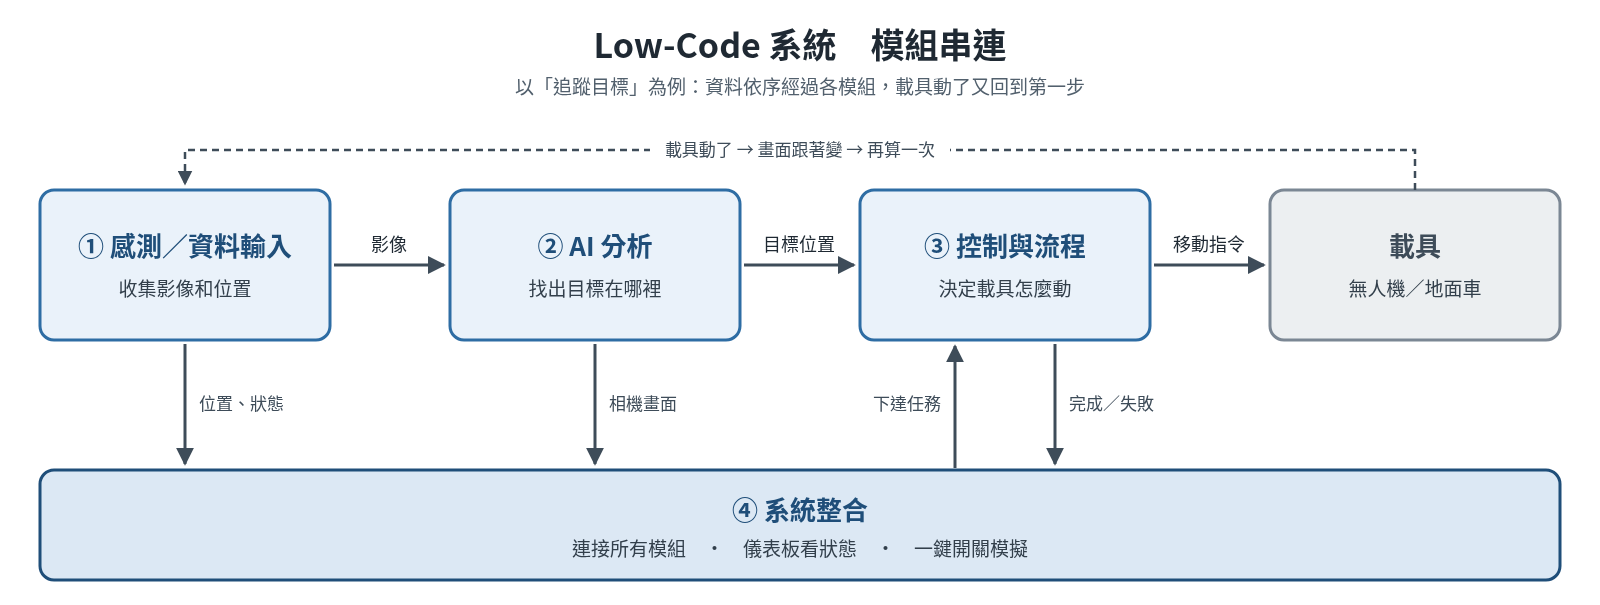 Low-Code 系統　模組串連
以「追蹤目標」為例：資料依序經過各模組，載具動了又回到第一步
載具動了 → 畫面跟著變 → 再算一次
① 感測／資料輸入
收集影像和位置
影像
② AI 分析
找出目標在哪裡
目標位置
③ 控制與流程
決定載具怎麼動
移動指令
載具
無人機／地面車
位置、狀態
相機畫面
下達任務
完成／失敗
④ 系統整合
連接所有模組　・　儀表板看狀態　・　一鍵開關模擬